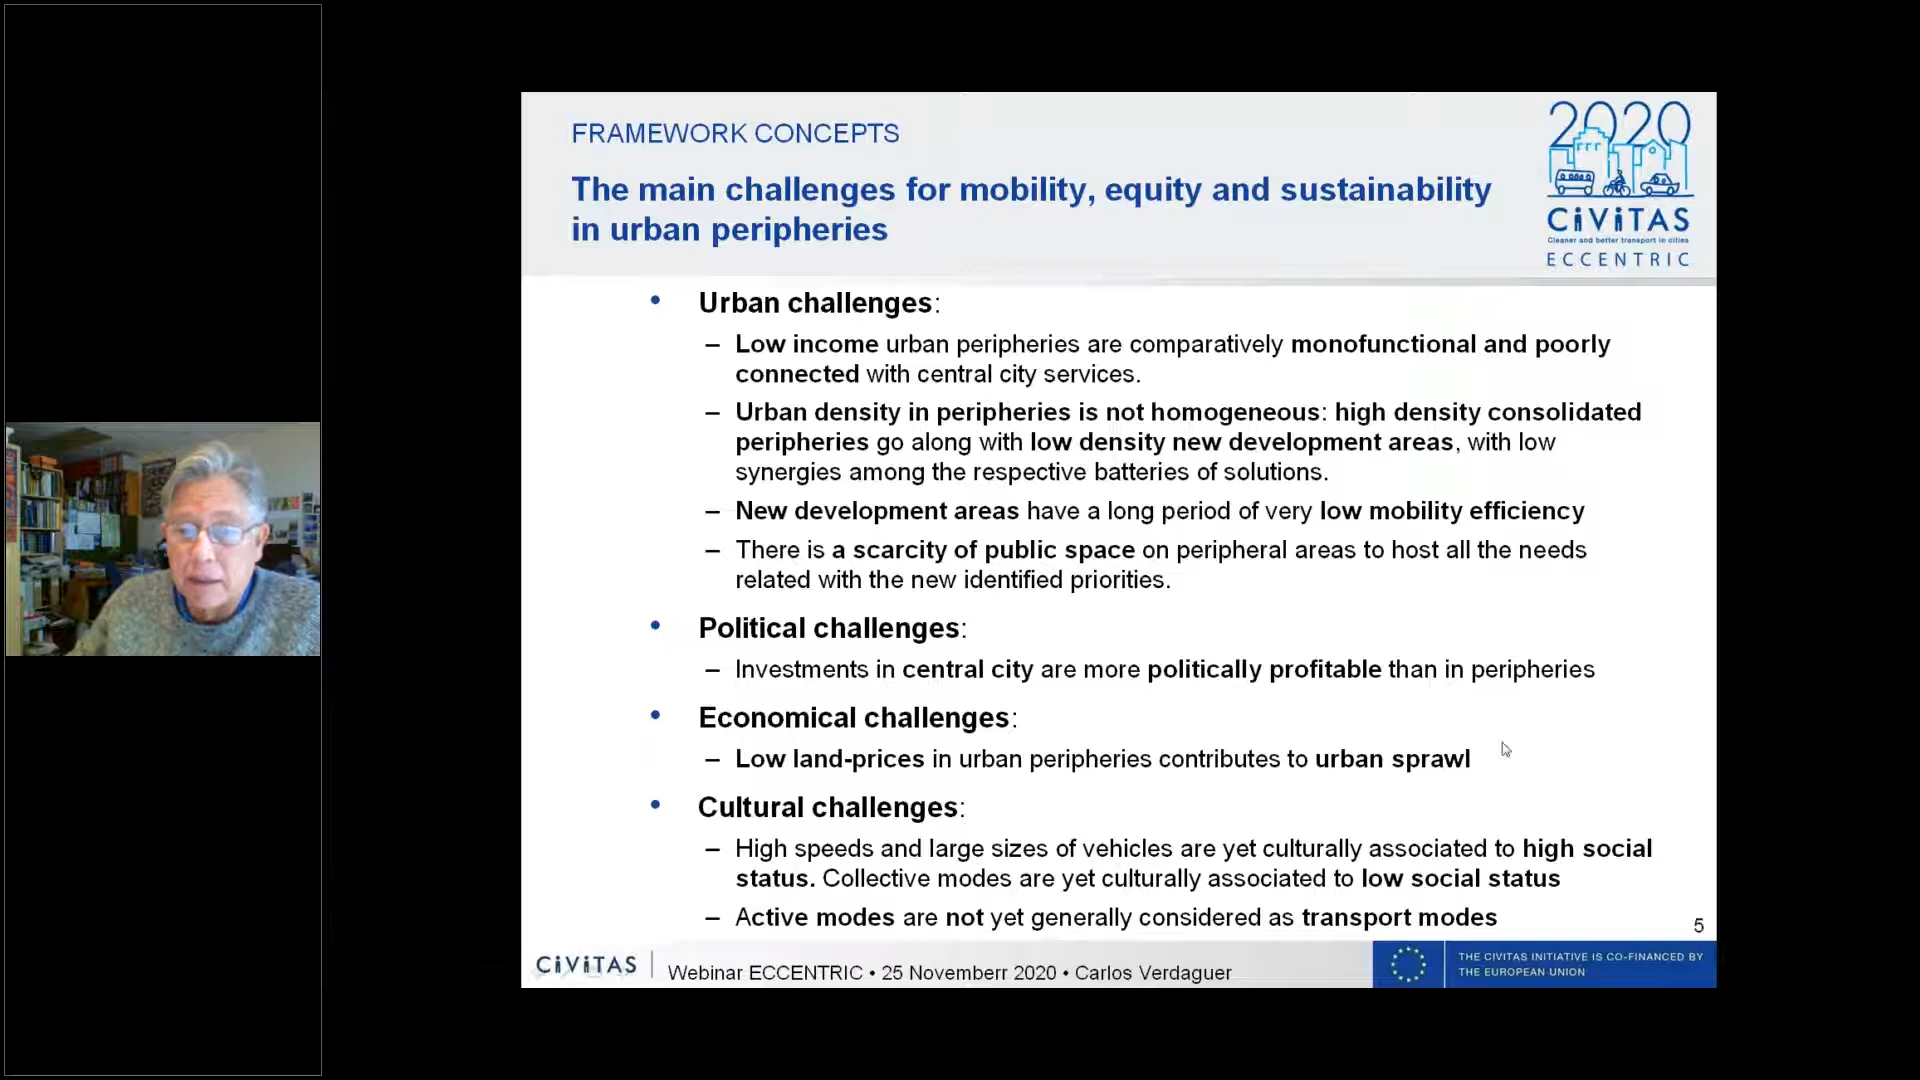 FRAMEWORK CONCEPTS
The main challenges for mobility, equity and sustainability
in urban peripheries
2020
CiViTAS
Cleaner and better transport in cities
ECCENTRIC
• Urban challenges:
– Low income urban peripheries are comparatively monofunctional and poorly
connected with central city services.
– Urban density in peripheries is not homogeneous: high density consolidated
peripheries go along with low density new development areas, with low
synergies among the respective batteries of solutions.
– New development areas have a long period of very low mobility efficiency
– There is a scarcity of public space on peripheral areas to host all the needs
related with the new identified priorities.
• Political challenges:
– Investments in central city are more politically profitable than in peripheries
• Economical challenges:
– Low land-prices in urban peripheries contributes to urban sprawl
• Cultural challenges:
– High speeds and large sizes of vehicles are yet culturally associated to high social
status. Collective modes are yet culturally associated to low social status
– Active modes are not yet generally considered as transport modes
5
CiViTAS
Webinar ECCENTRIC • 25 Novemberr 2020 • Carlos Verdaguer
THE CIVITAS INITIATIVE IS CO-FINANCED BY
THE EUROPEAN UNION